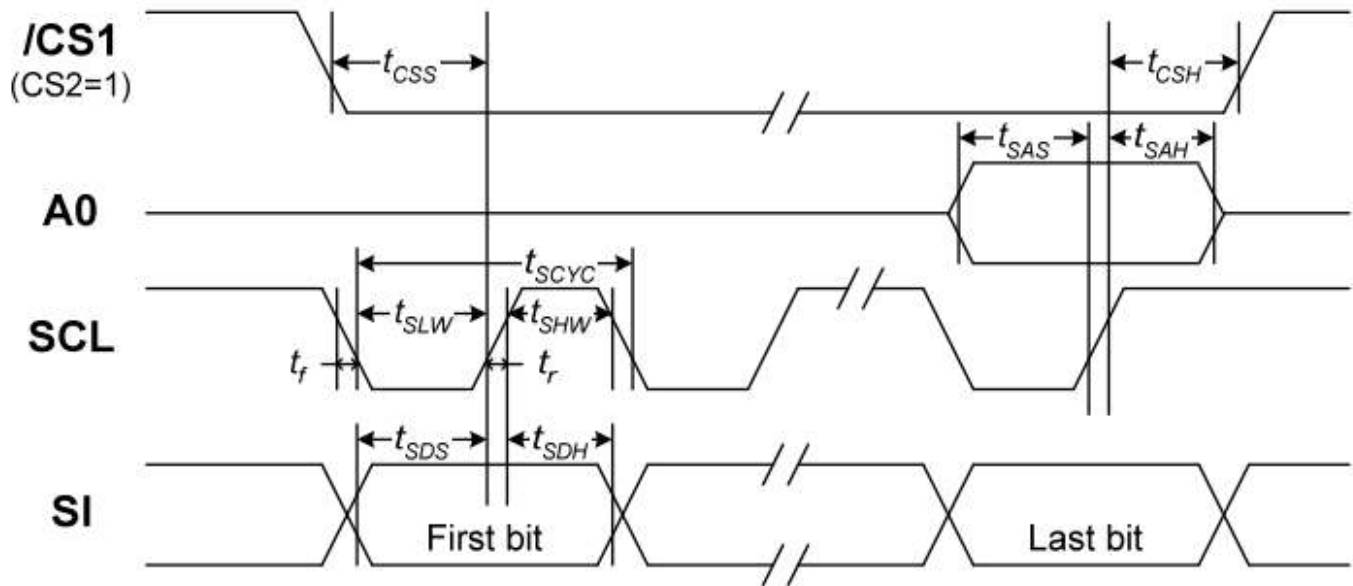 /CS1
(CS2=1)
tCSS
tCSH
tSAS
tSAH
A0
tSCYC
tSLW
tSHW
SCL
tf
tr
tSDS
tSDH
SI
First bit
Last bit